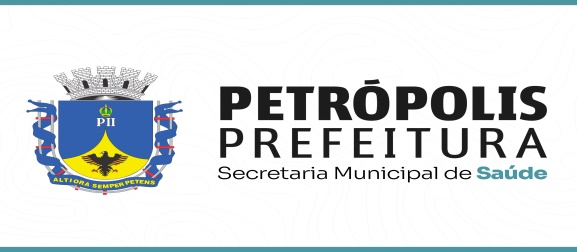 PII
ALTIORA SEMPER PETENS
PETRÓPOLIS
PREFEITURA
Secretaria Municipal de Saúde